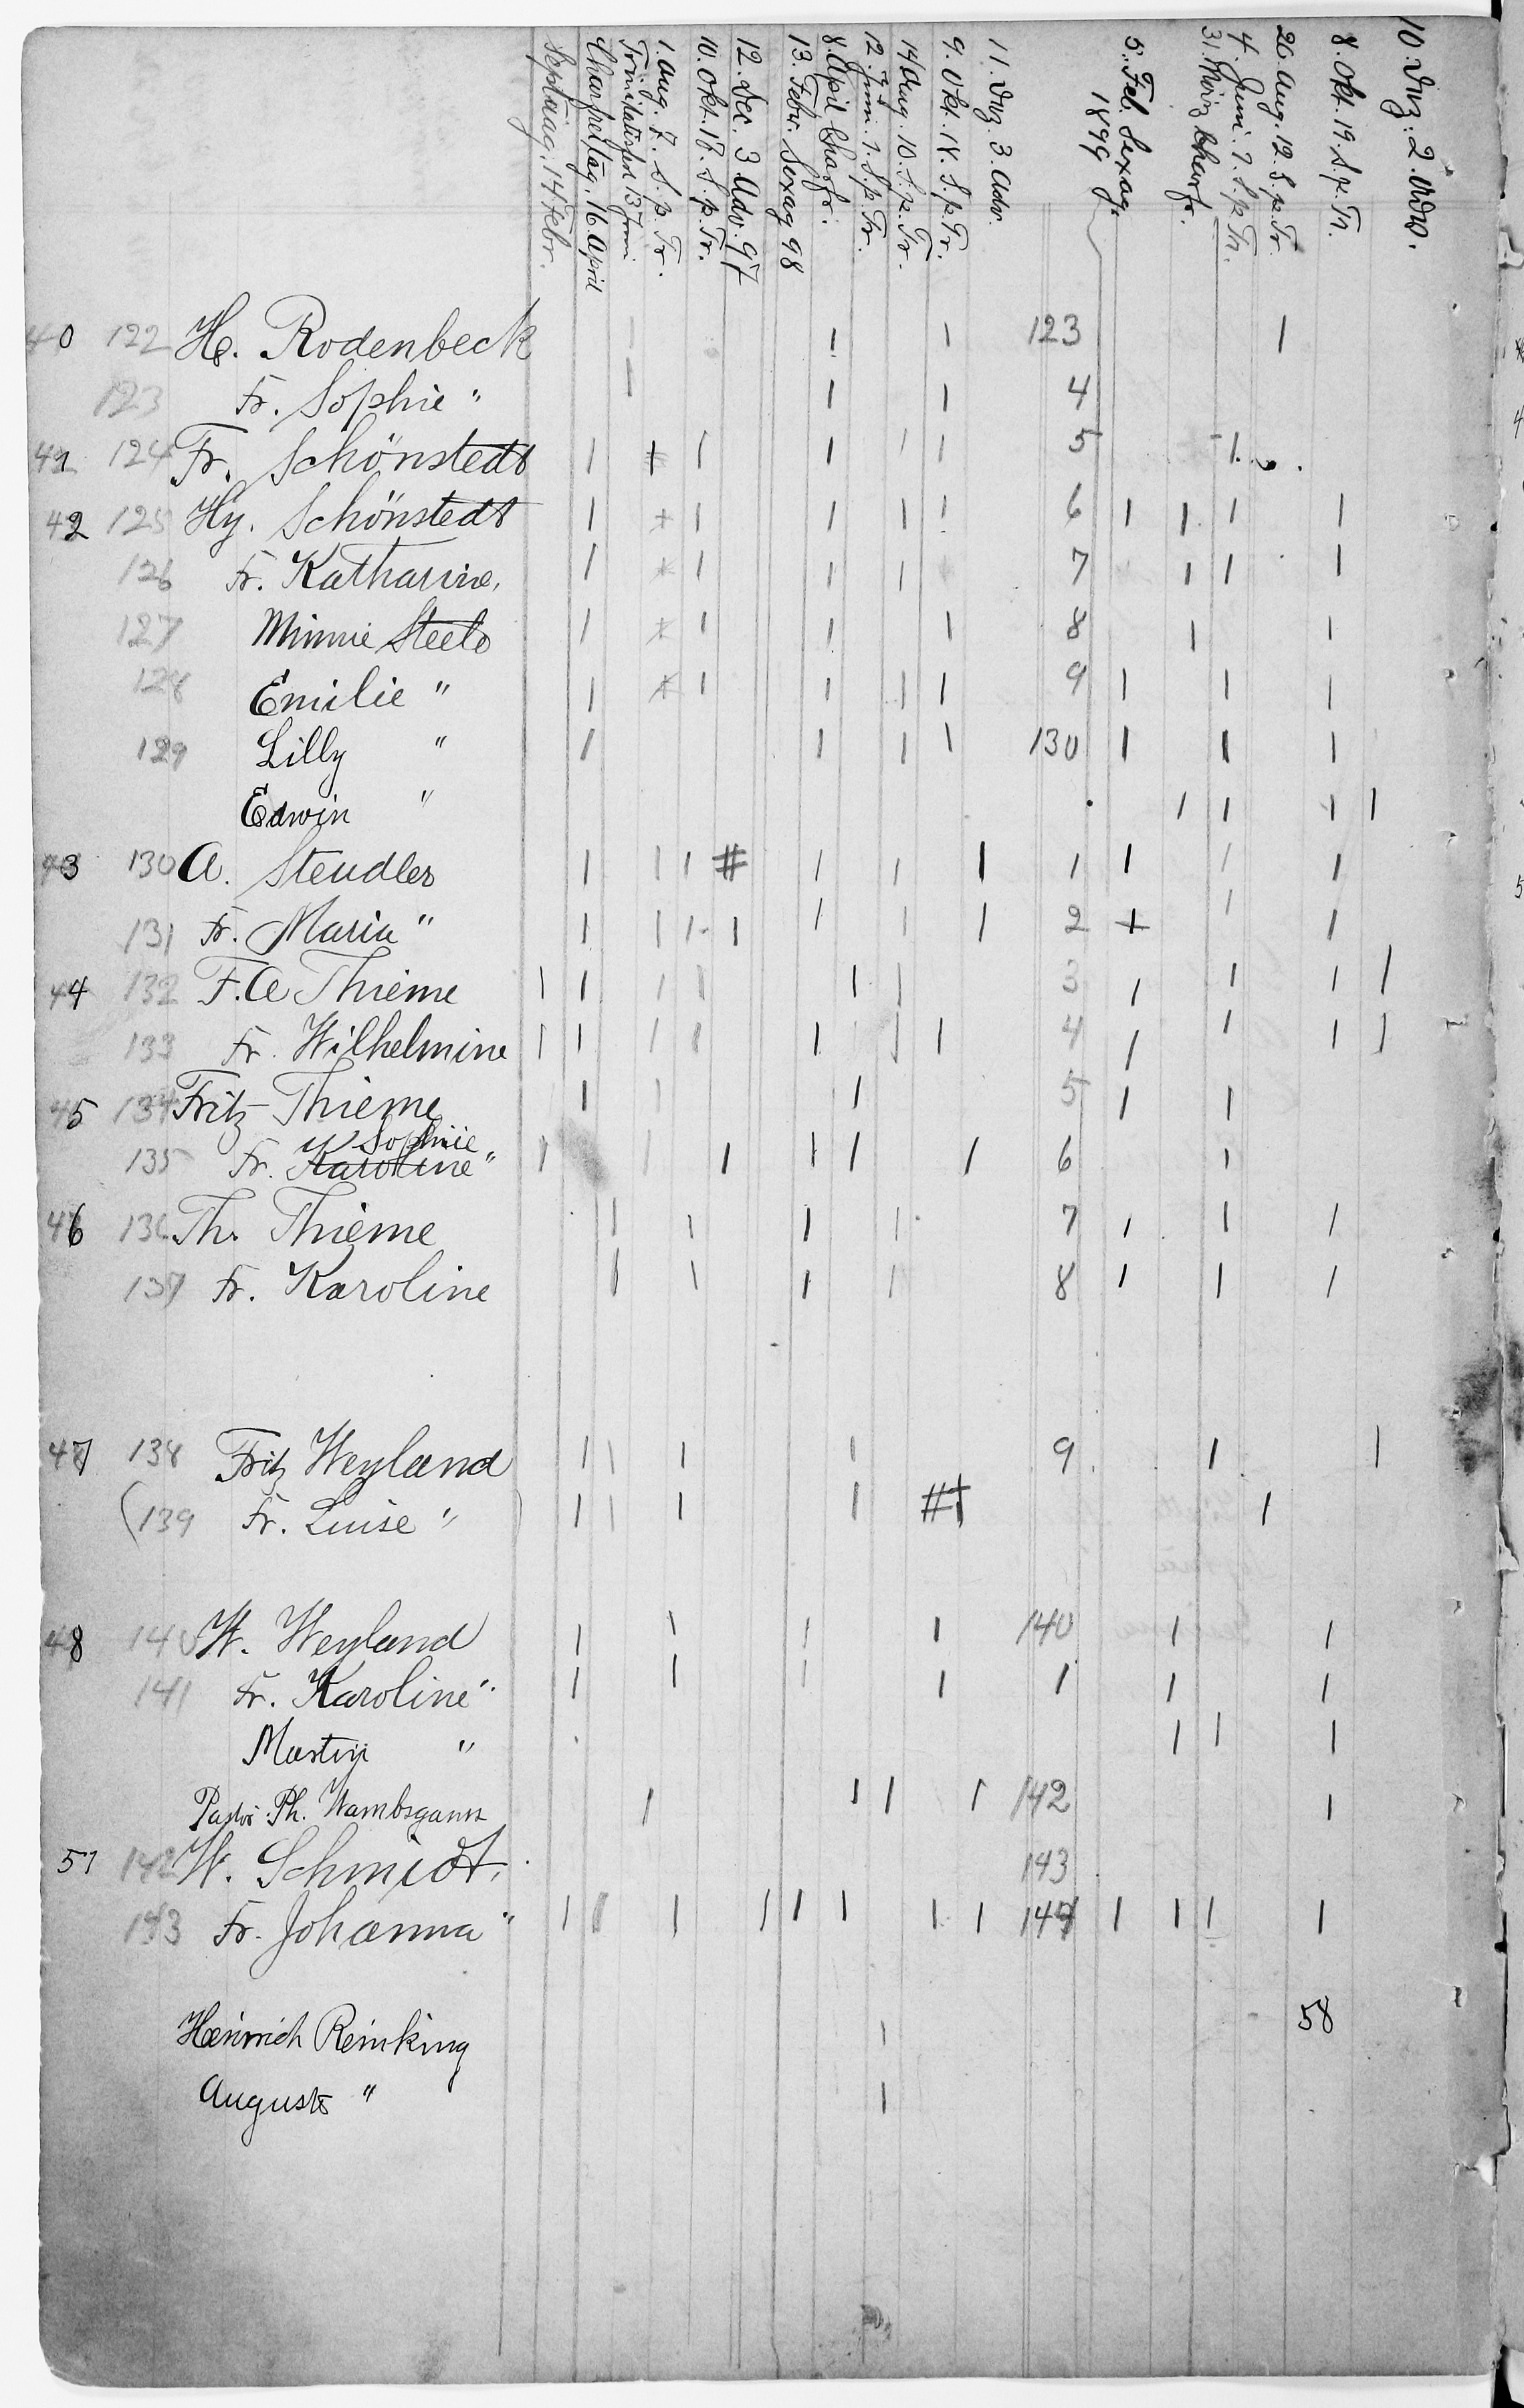 Septuag. 14 Febr.
Charfreitag. 16 April
Trinitatisfest 13 Juni
1. Aug. 7. S. p. Tr.
10. Okt. 17. S. p. Tr.
12. Dec. 3. Adv. 97
13. Febr. Sexag 98
8. April Charfr.
12. Juni. 1. S. p. Tr.
14 Aug. 10. S. p. Tr.
9. Okt. 18. S. p. Tr.
11. Dez. 3. Adv.
5. Feb. Sexag.
1899
31. März Charfr.
4. Juni. 1. S. p. Tr.
20. Aug. 12. S. p. Tr.
8. Okt. 19. S. p. Tr.
10. Dez. 2. Adv.
40 122 H. Rodenbeck | | | 123 |
123 Fr. Sophie " | | | 4
41 124 Fr. Schönstedt | + | | | | 5 1.
42 125 Hy. Schönstedt | + | | | | 6 | | | |
126 Fr. Katharine, | * | | | 7 | | |
127 Minnie Steele | * | | | 8 | |
128 Emilie " | * | | | | 9 | | |
129 Lilly " | | | | 130 | | |
Edwin " | | | |
43 130 A. Steudler | | | # | | | 1 | | |
131 Fr. Maria " | | | | | | | 2 + | |
44 132 F. A Thieme | | | | | | 3 | | | |
133 Fr. Wilhelmine | | | | | | | 4 | | | |
45 134 Fritz Thieme | | | 5 | |
W Sophie
135 Fr. Karoline " | | | | | | 6 |
46 136 Th. Thieme | | | | 7 | | |
137 Fr. Karoline | | | | 8 | | |
47 138 Fritz Weyland | | | | 9 | |
(139 Fr. Luise " ) | | | | # † |
48 140 W. Weyland | | | | 140 | |
141 Fr. Karoline " | | | | 1 | |
Martin " | | |
Pastor Ph. Wambsganss | | | | 142 |
51 142 W. Schmidt. 143
143 Fr. Johanna " | | | | | | | | 144 | | | |
58
Heinrich Reinking |
Auguste " |